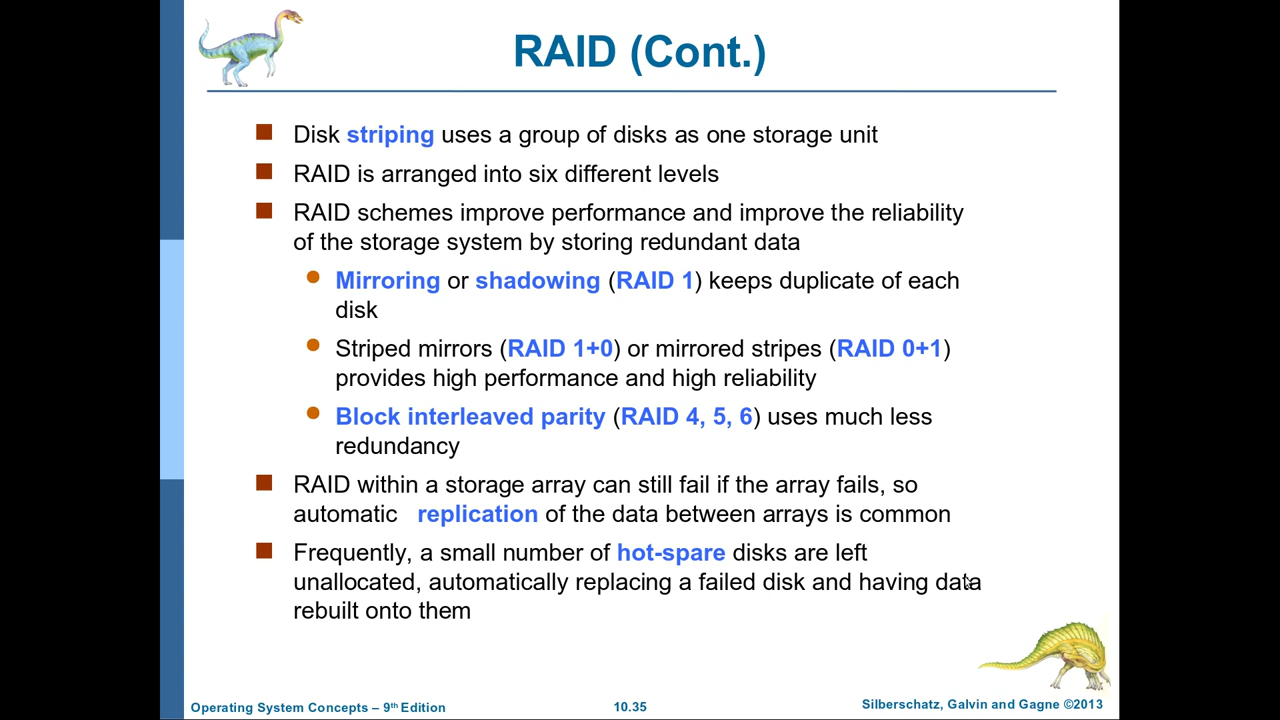 RAID (Cont.)
Disk striping uses a group of disks as one storage unit
RAID is arranged into six different levels
RAID schemes improve performance and improve the reliability
of the storage system by storing redundant data
Mirroring or shadowing (RAID 1) keeps duplicate of each
disk
Striped mirrors (RAID 1+0) or mirrored stripes (RAID 0+1)
provides high performance and high reliability
Block interleaved parity (RAID 4, 5, 6) uses much less
redundancy
RAID within a storage array can still fail if the array fails, so
automatic replication of the data between arrays is common
Frequently, a small number of hot-spare disks are left
unallocated, automatically replacing a failed disk and having data
rebuilt onto them
Operating System Concepts – 9th Edition
10.35
Silberschatz, Galvin and Gagne ©2013